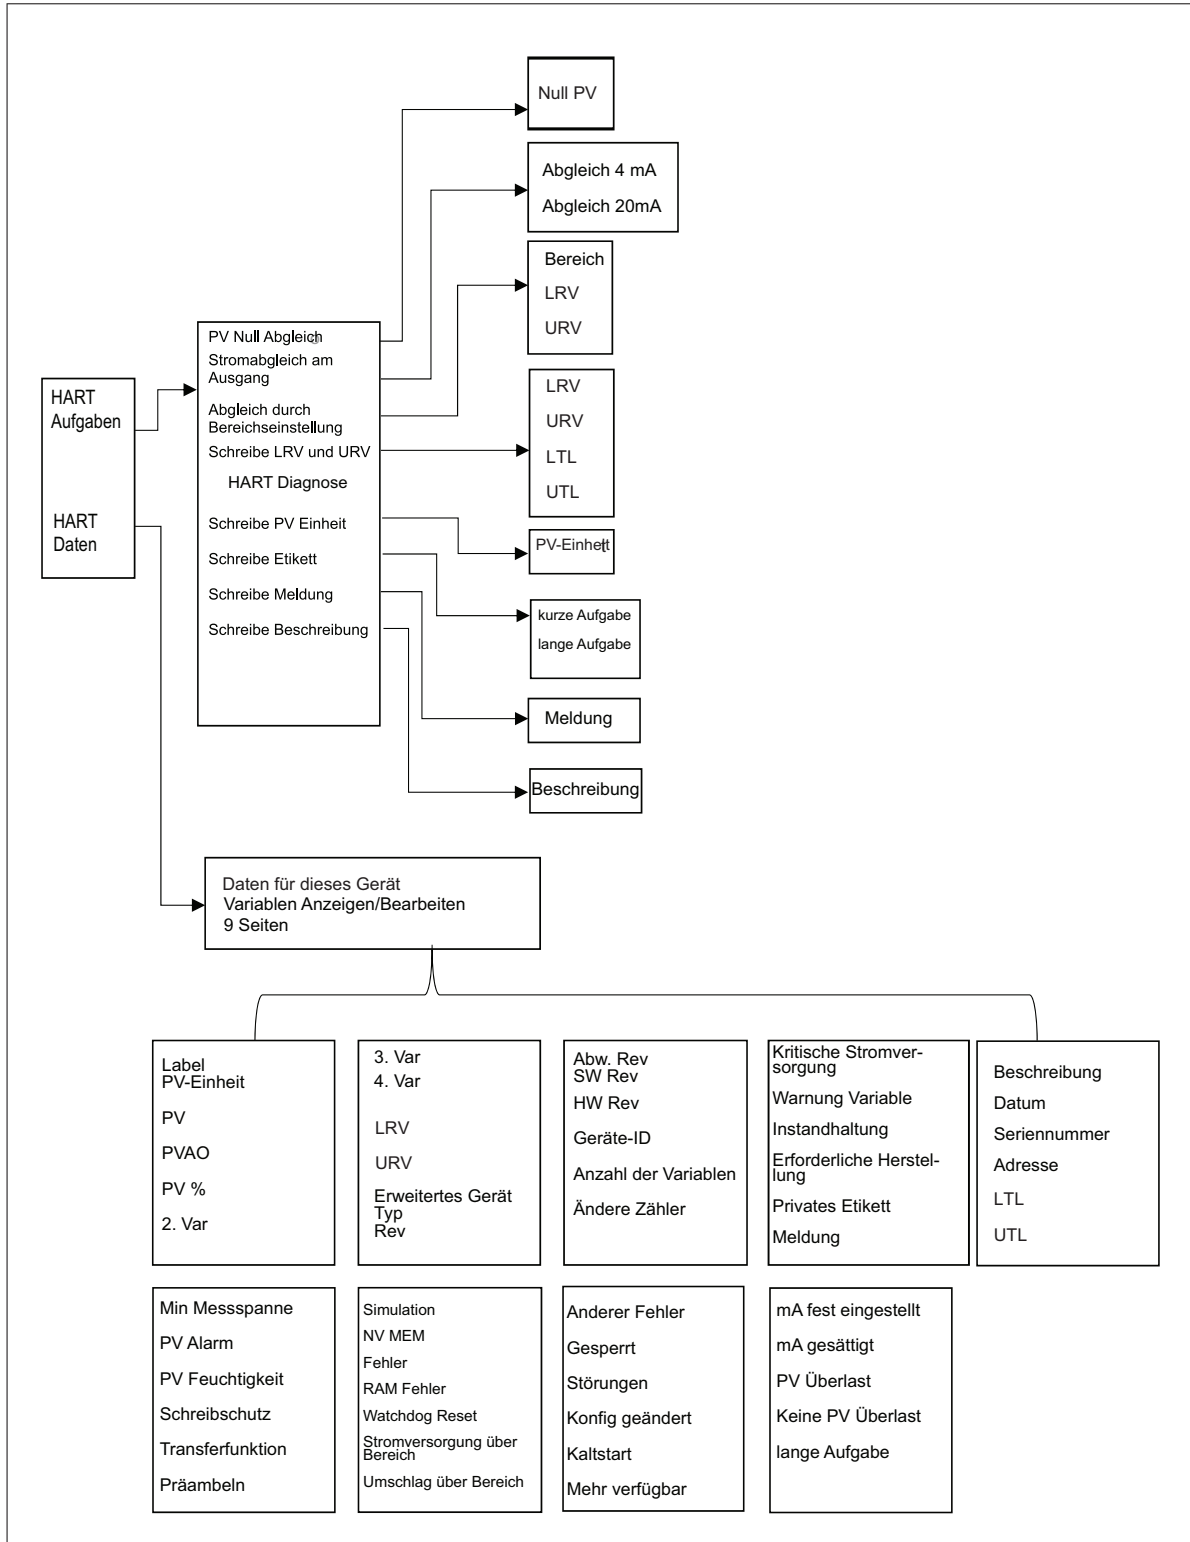 Null PV
Abgleich 4 mA
Abgleich 20mA
Bereich
LRV
URV
HART
Aufgaben
HART
Daten
PV Null Abgleich
Stromabgleich am
Ausgang
Abgleich durch
Bereichseinstellung
Schreibe LRV und URV
HART Diagnose
Schreibe PV Einheit
Schreibe Etikett
Schreibe Meldung
Schreibe Beschreibung
LRV
URV
LTL
UTL
PV-Einheit
kurze Aufgabe
lange Aufgabe
Meldung
Beschreibung
Daten für dieses Gerät
Variablen Anzeigen/Bearbeiten
9 Seiten
Label
PV-Einheit
PV
PVAO
PV %
2. Var
3. Var
4. Var
LRV
URV
Erweitertes Gerät
Typ
Rev
Abw. Rev
SW Rev
HW Rev
Geräte-ID
Anzahl der Variablen
Ändere Zähler
Kritische Stromver-
sorgung
Warnung Variable
Instandhaltung
Erforderliche Herstel-
lung
Privates Etikett
Meldung
Beschreibung
Datum
Seriennummer
Adresse
LTL
UTL
Min Messspanne
PV Alarm
PV Feuchtigkeit
Schreibschutz
Transferfunktion
Präambeln
Simulation
NV MEM
Fehler
RAM Fehler
Watchdog Reset
Stromversorgung über
Bereich
Umschlag über Bereich
Anderer Fehler
Gesperrt
Störungen
Konfig geändert
Kaltstart
Mehr verfügbar
mA fest eingestellt
mA gesättigt
PV Überlast
Keine PV Überlast
lange Aufgabe